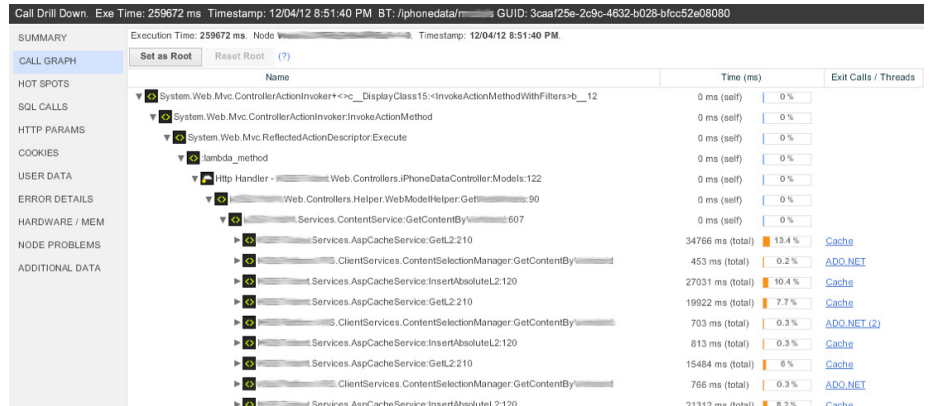 Call Drill Down. Exe Time: 259672 ms Timestamp: 12/04/12 8:51:40 PM BT: /iphonedata/ GUID: 3caaf25e-2c9c-4632-b028-bfcc52e08080
SUMMARY
CALL GRAPH
HOT SPOTS
SQL CALLS
HTTP PARAMS
COOKIES
USER DATA
ERROR DETAILS
HARDWARE / MEM
NODE PROBLEMS
ADDITIONAL DATA
Execution Time: 259672 ms. Node . Timestamp: 12/04/12 8:51:40 PM.
Set as Root Reset Root (?)
Name Time (ms) Exit Calls / Threads
System.Web.Mvc.ControllerActionInvoker+<>c__DisplayClass15:<InvokeActionMethodWithFilters>b__12 0 ms (self) 0 %
System.Web.Mvc.ControllerActionInvoker:InvokeActionMethod 0 ms (self) 0 %
System.Web.Mvc.ReflectedActionDescriptor:Execute 0 ms (self) 0 %
:lambda_method 0 ms (self) 0 %
Http Handler - .Web.Controllers.iPhoneDataController:Models:122 0 ms (self) 0 %
.Web.Controllers.Helper.WebModelHelper:Get :90 0 ms (self) 0 %
.Services.ContentService:GetContentBy :607 0 ms (self) 0 %
.Services.AspCacheService:GetL2:210 34766 ms (total) 13.4 % Cache
.ClientServices.ContentSelectionManager:GetContentBy 453 ms (total) 0.2 % ADO.NET
.Services.AspCacheService:InsertAbsoluteL2:120 27031 ms (total) 10.4 % Cache
.Services.AspCacheService:GetL2:210 19922 ms (total) 7.7 % Cache
.ClientServices.ContentSelectionManager:GetContentBy 703 ms (total) 0.3 % ADO.NET (2)
.Services.AspCacheService:InsertAbsoluteL2:120 813 ms (total) 0.3 % Cache
.Services.AspCacheService:GetL2:210 15484 ms (total) 6 % Cache
.ClientServices.ContentSelectionManager:GetContentBy 766 ms (total) 0.3 % ADO.NET
.Services.AspCacheService:InsertAbsoluteL2:120 21312 ms (total) 8.2 % Cache